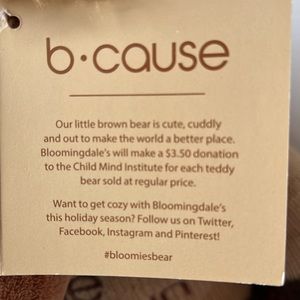 b•cause
Our little brown bear is cute, cuddly
and out to make the world a better place.
Bloomingdale's will make a $3.50 donation
to the Child Mind Institute for each teddy
bear sold at regular price.
Want to get cozy with Bloomingdale's
this holiday season? Follow us on Twitter,
Facebook, Instagram and Pinterest!
#bloomiesbear